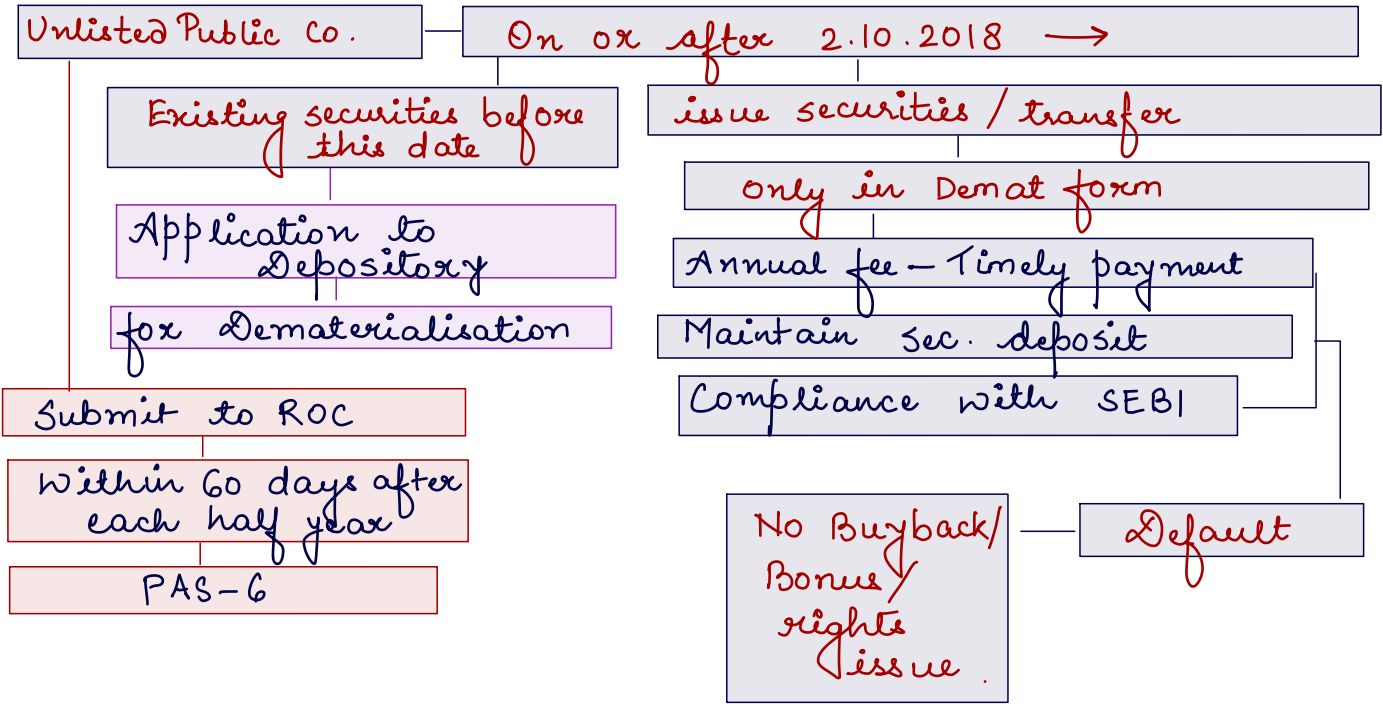 Unlisted Public Co.
On or after 2.10.2018 →
Existing securities before
this date
issue securities / transfer
only in Demat form
Application to
Depository
for Dematerialisation
Annual fee – Timely payment
Maintain sec. deposit
Compliance with SEBI
Submit to ROC
Within 60 days after
each half year
PAS-6
Default
No Buyback/
Bonus/
rights
issue.